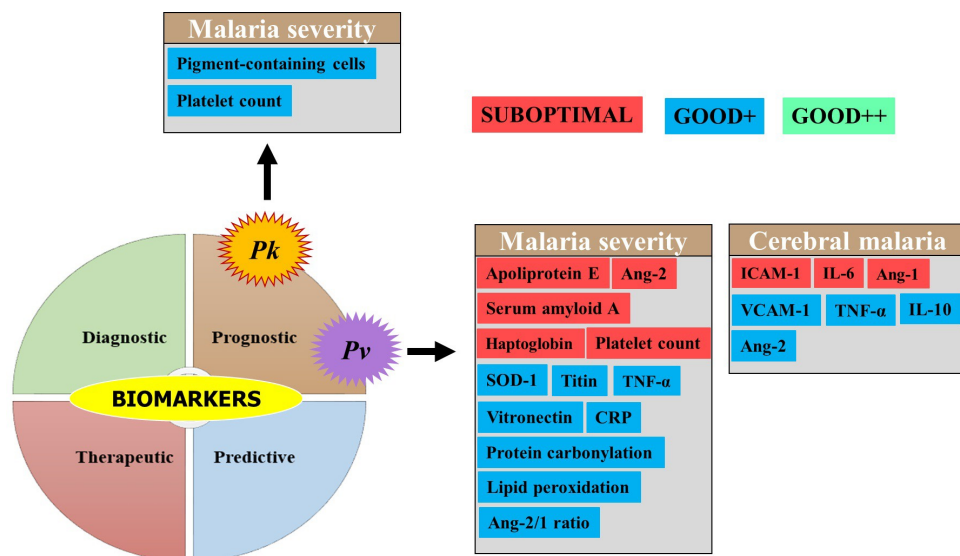 Malaria severity
Pigment-containing cells
Platelet count
SUBOPTIMAL GOOD+ GOOD++
Pk
Diagnostic Prognostic
Pv
BIOMARKERS
Therapeutic Predictive
Malaria severity
Apoliprotein E Ang-2
Serum amyloid A
Haptoglobin Platelet count
SOD-1 Titin TNF-α
Vitronectin CRP
Protein carbonylation
Lipid peroxidation
Ang-2/1 ratio
Cerebral malaria
ICAM-1 IL-6 Ang-1
VCAM-1 TNF-α IL-10
Ang-2